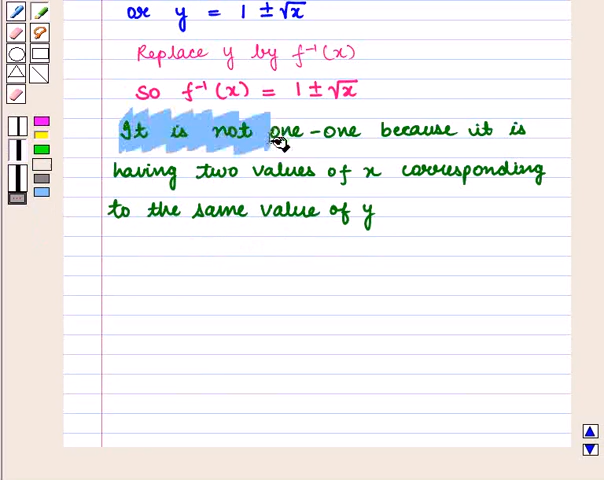 or y = 1 ± √x
Replace y by f⁻¹(x)
So f⁻¹(x) = 1 ± √x
It is not one-one because it is
having two values of x corresponding
to the same value of y